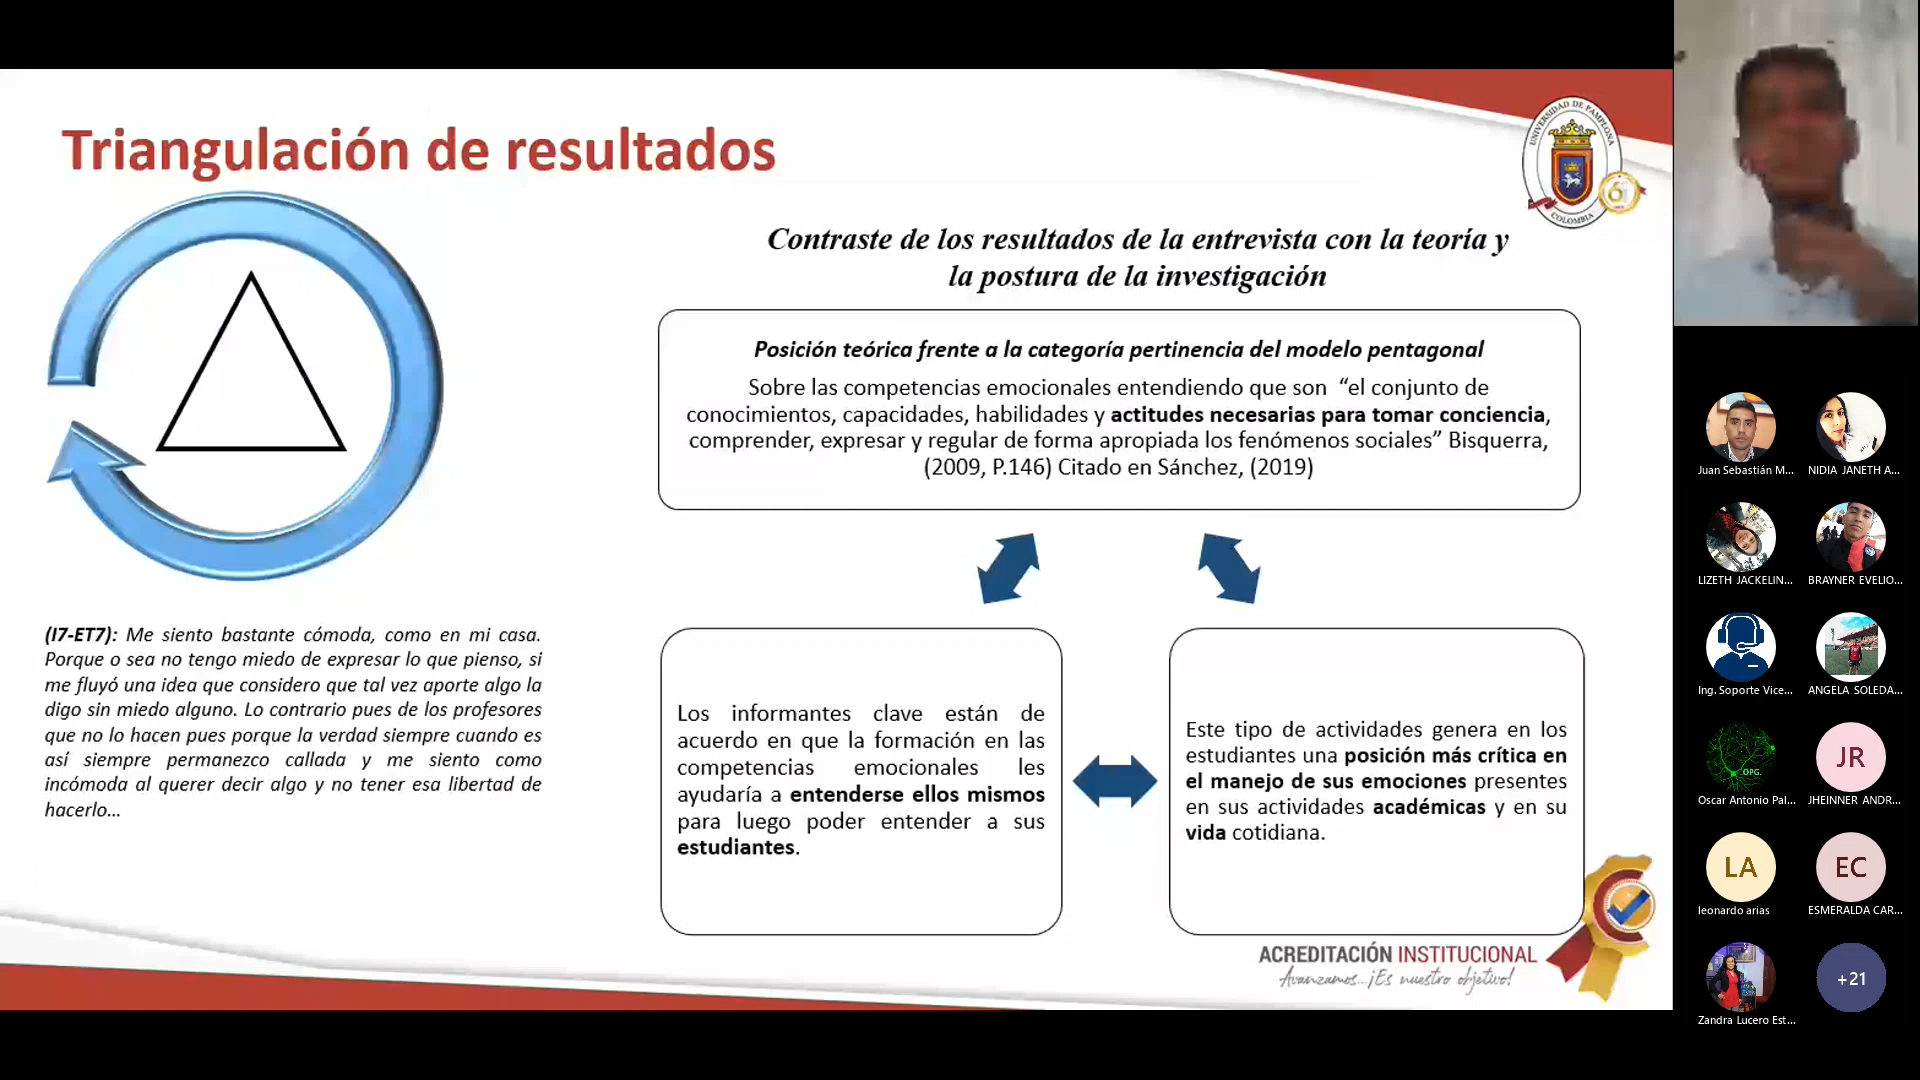 Triangulación de resultados
UNIVERSIDAD DE PAMPLONA
COLOMBIA
Contraste de los resultados de la entrevista con la teoría y
la postura de la investigación
Posición teórica frente a la categoría pertinencia del modelo pentagonal
Sobre las competencias emocionales entendiendo que son “el conjunto de
conocimientos, capacidades, habilidades y actitudes necesarias para tomar conciencia,
comprender, expresar y regular de forma apropiada los fenómenos sociales” Bisquerra,
(2009, P.146) Citado en Sánchez, (2019)
(I7-ET7): Me siento bastante cómoda, como en mi casa.
Porque o sea no tengo miedo de expresar lo que pienso, si
me fluyó una idea que considero que tal vez aporte algo la
digo sin miedo alguno. Lo contrario pues de los profesores
que no lo hacen pues porque la verdad siempre cuando es
así siempre permanezco callada y me siento como
incómoda al querer decir algo y no tener esa libertad de
hacerlo...
Los informantes clave están de
acuerdo en que la formación en las
competencias emocionales les
ayudaría a entenderse ellos mismos
para luego poder entender a sus
estudiantes.
Este tipo de actividades genera en los
estudiantes una posición más crítica en
el manejo de sus emociones presentes
en sus actividades académicas y en su
vida cotidiana.
ACREDITACIÓN INSTITUCIONAL
Avanzamos...¡Es nuestro objetivo!
Juan Sebastián M...
NIDIA JANETH A...
LIZETH JACKELIN...
BRAYNER EVELIO...
Ing. Soporte Vice...
ANGELA SOLEDA...
OPG.
JR
Oscar Antonio Pal...
JHEINNER ANDR...
LA
EC
leonardo arias
ESMERALDA CAR...
+21
Zandra Lucero Est...